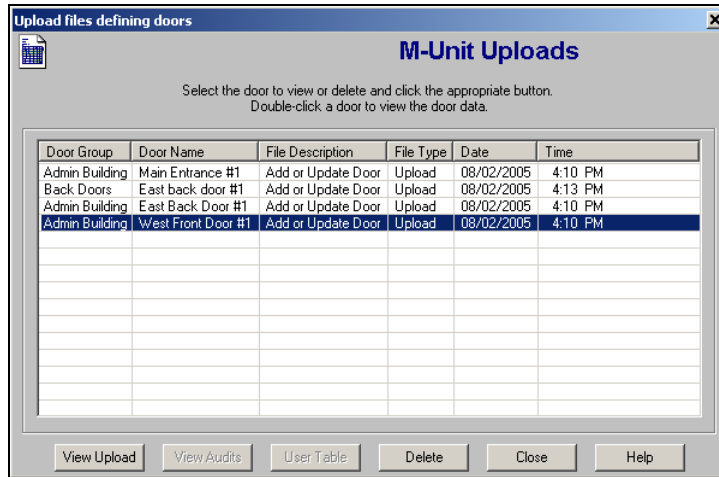 Upload files defining doors
M-Unit Uploads
Select the door to view or delete and click the appropriate button.
Double-click a door to view the door data.
Door Group Door Name File Description File Type Date Time
Admin Building Main Entrance #1 Add or Update Door Upload 08/02/2005 4:10 PM
Back Doors East back door #1 Add or Update Door Upload 08/02/2005 4:13 PM
Admin Building East Back Door #1 Add or Update Door Upload 08/02/2005 4:10 PM
Admin Building West Front Door #1 Add or Update Door Upload 08/02/2005 4:10 PM
View Upload View Audits User Table Delete Close Help